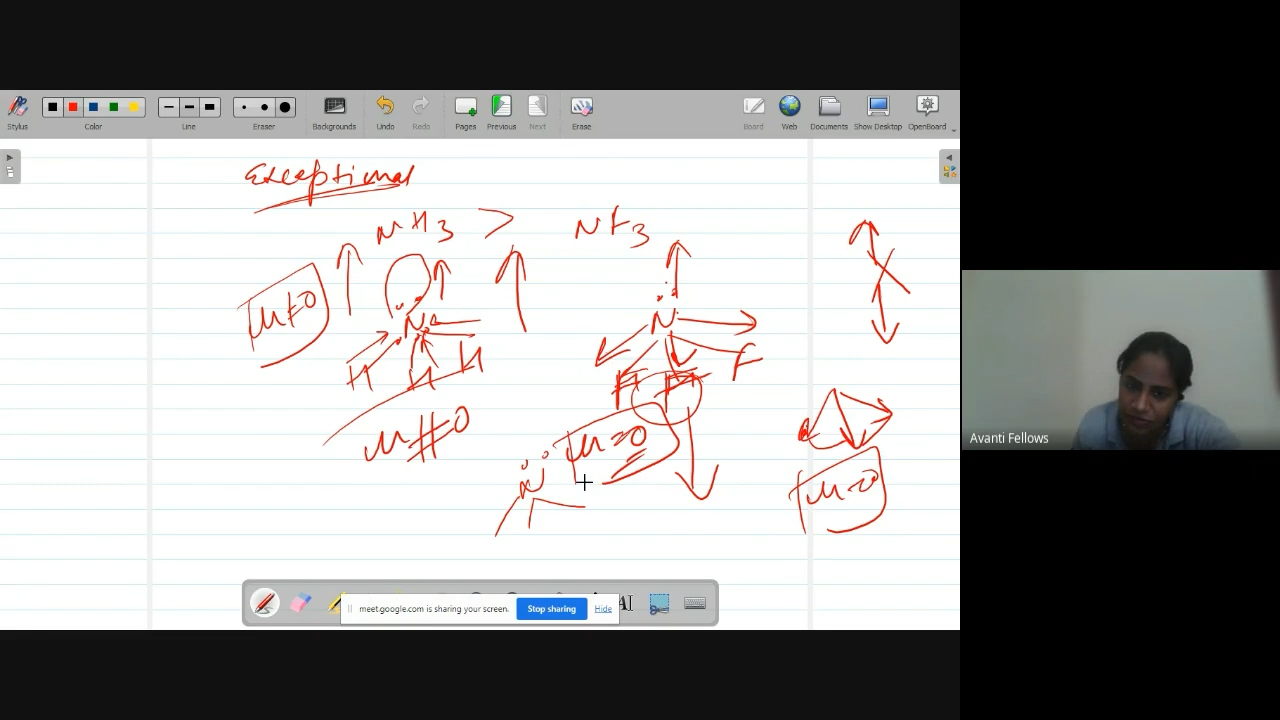 Stylus
Color
Line
Eraser
Backgrounds
Undo
Redo
Pages
Previous
Next
Erase
Board
Web
Documents
Show Desktop
OpenBoard
Exceptional
NH3 > NF3
μ≠0
N
N
H H H
F F F
μ≠0
μ=0
N
μ=0
Avanti Fellows
meet.google.com is sharing your screen.
Stop sharing
Hide
AI